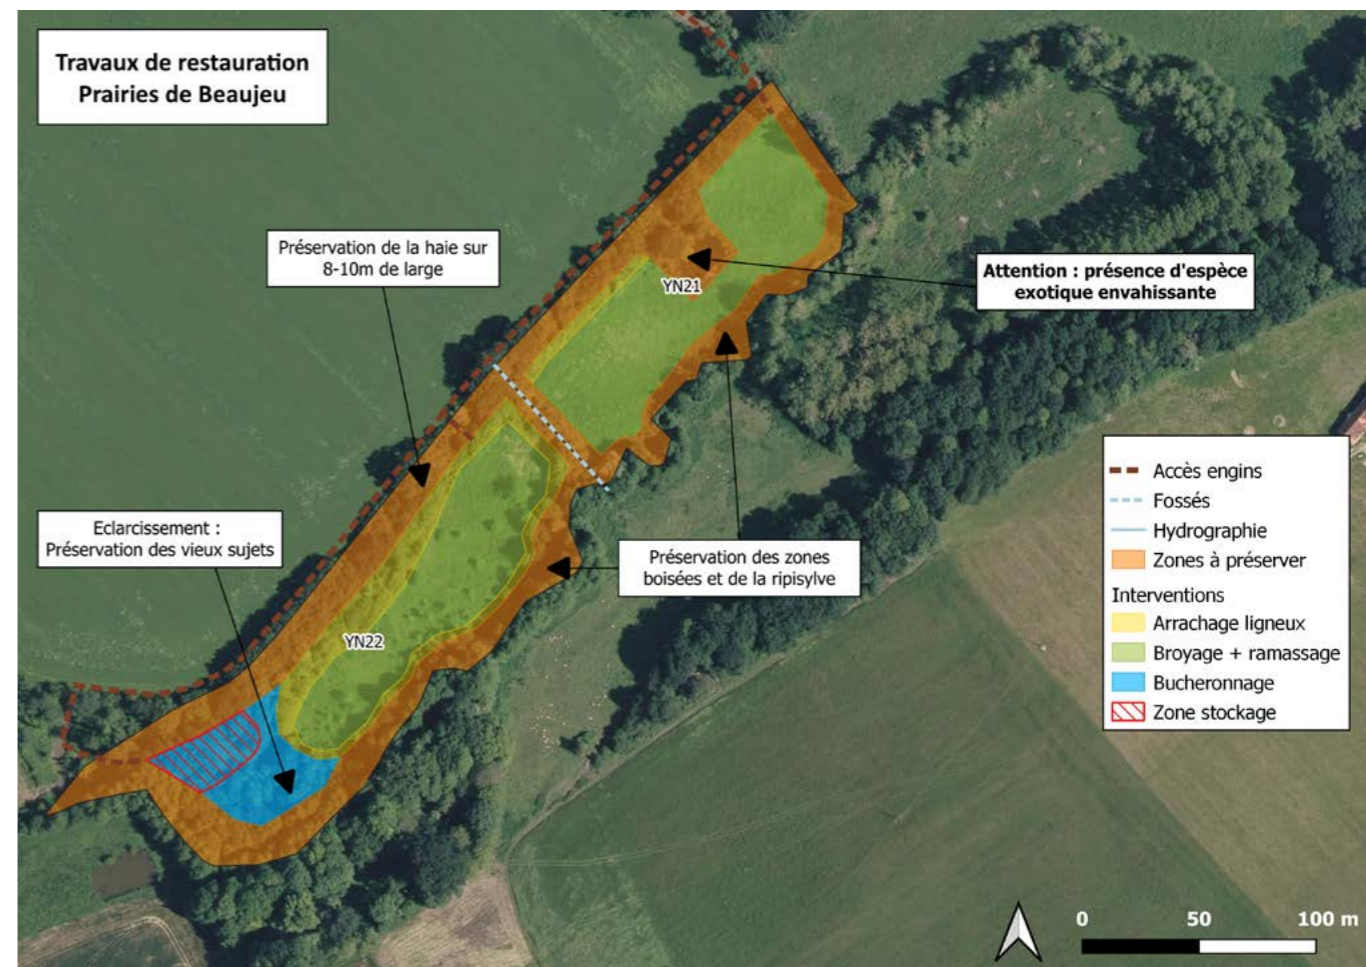 Travaux de restauration
Prairies de Beaujeu
Préservation de la haie sur
8-10m de large
YN21
Attention : présence d'espèce
exotique envahissante
Eclarcissement :
Préservation des vieux sujets
Préservation des zones
boisées et de la ripisylve
YN22
Accès engins
Fossés
Hydrographie
Zones à préserver
Interventions
Arrachage ligneux
Broyage + ramassage
Bucheronnage
Zone stockage
0 50 100 m